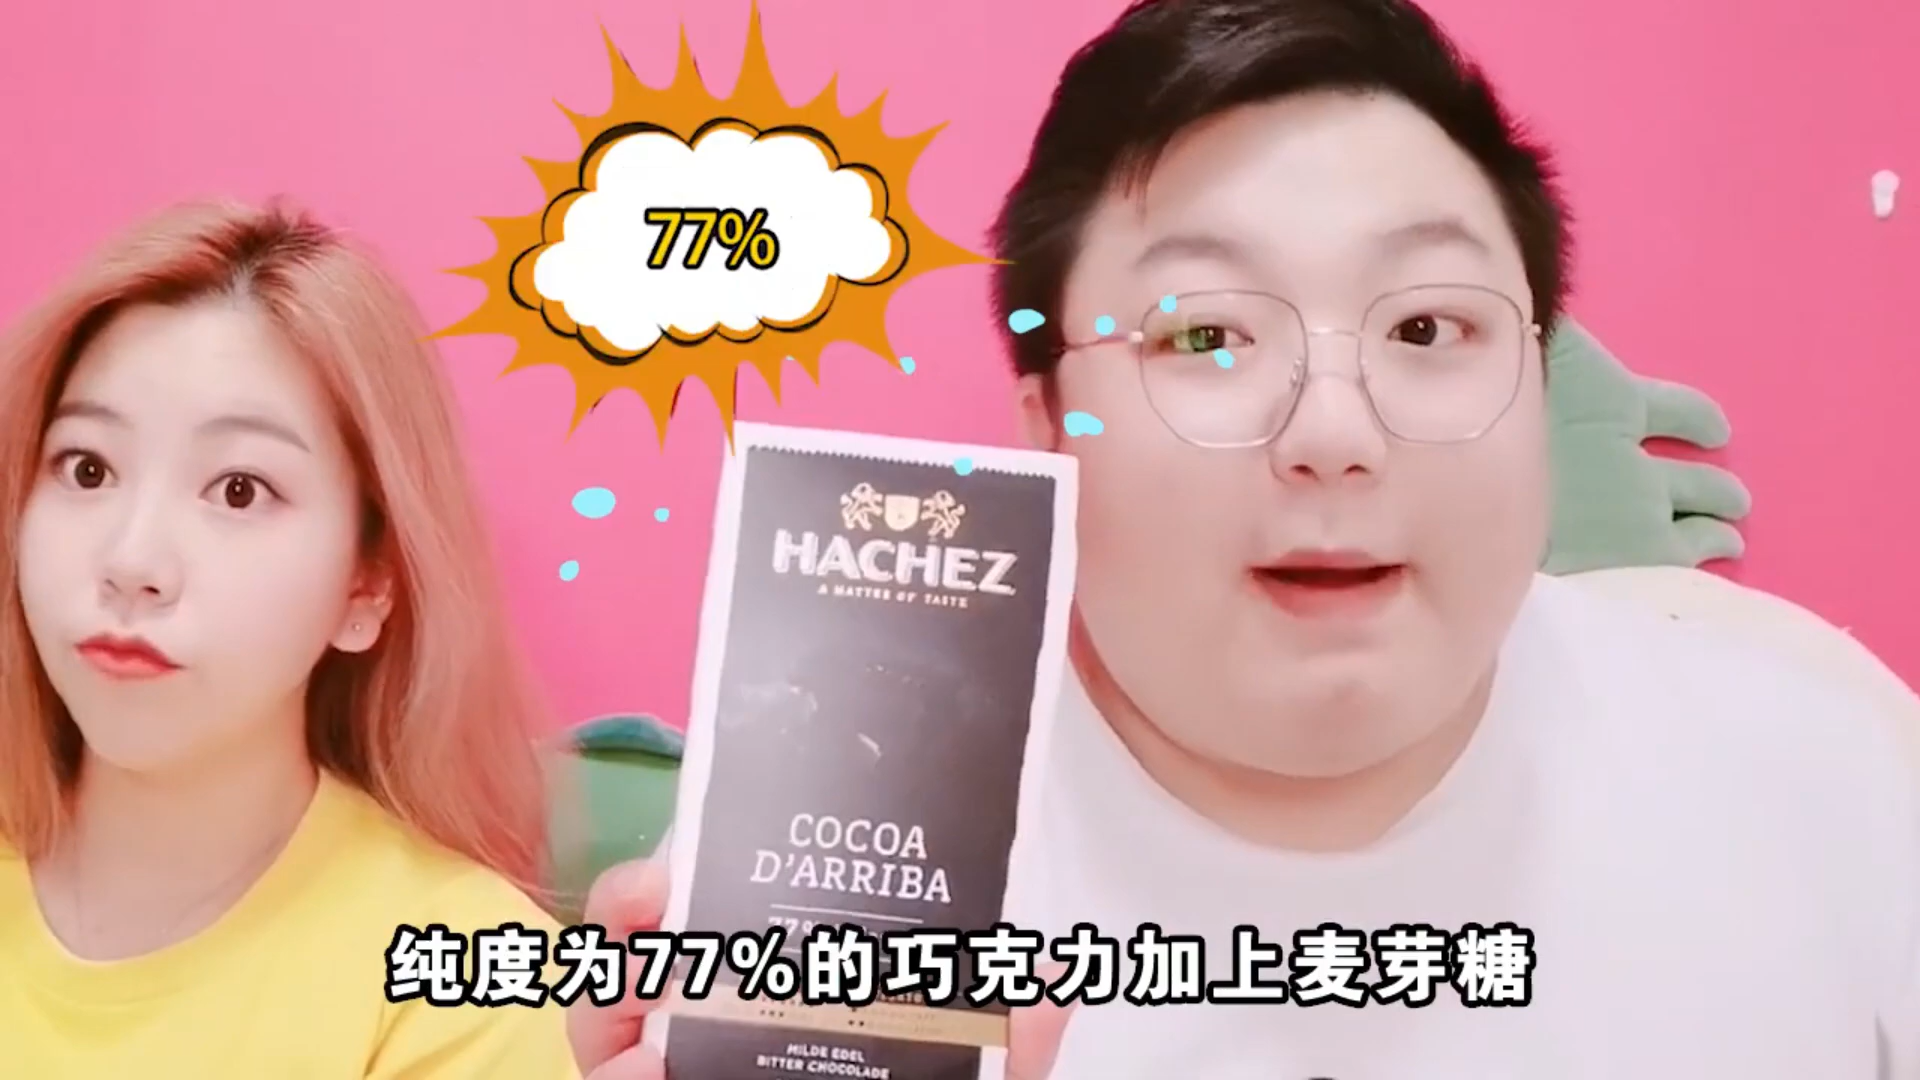 77%
HACHEZ
A MATTER OF TASTE
COCOA
D'ARRIBA
77%
纯度为77%的巧克力加上麦芽糖
MILDE EDEL
BITTER CHOCOLADE